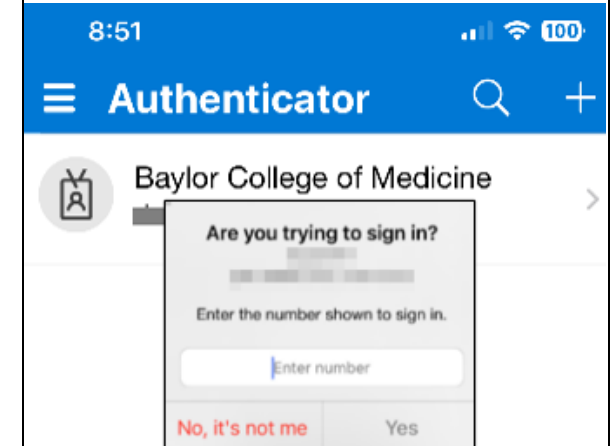 8:51 100
Authenticator
Baylor College of Medicine
Are you trying to sign in?
Enter the number shown to sign in.
Enter number
No, it's not me Yes